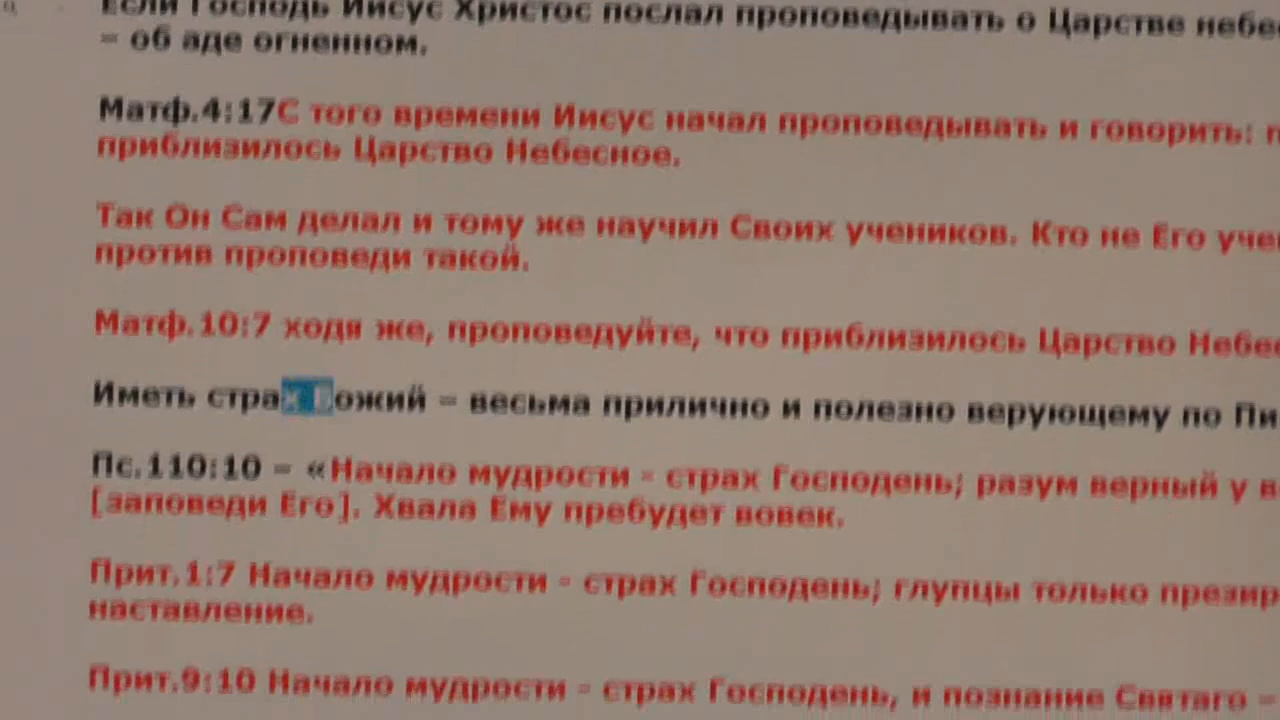 Если Господь Иисус Христос послал проповедывать о Царстве небес
= об аде огненном.
Матф.4:17С того времени Иисус начал проповедывать и говорить: п
приблизилось Царство Небесное.
Так Он Сам делал и тому же научил Своих учеников. Кто не Его уче
против проповеди такой.
Матф.10:7 ходя же, проповедуйте, что приблизилось Царство Небес
Иметь страх Божий = весьма прилично и полезно верующему по Пи
Пс.110:10 - «Начало мудрости - страх Господень; разум верный у в
[заповеди Его]. Хвала Ему пребудет вовек.
Прит.1:7 Начало мудрости - страх Господень; глупцы только презир
наставление.
Прит.9:10 Начало мудрости - страх Господень, и познание Святаго -